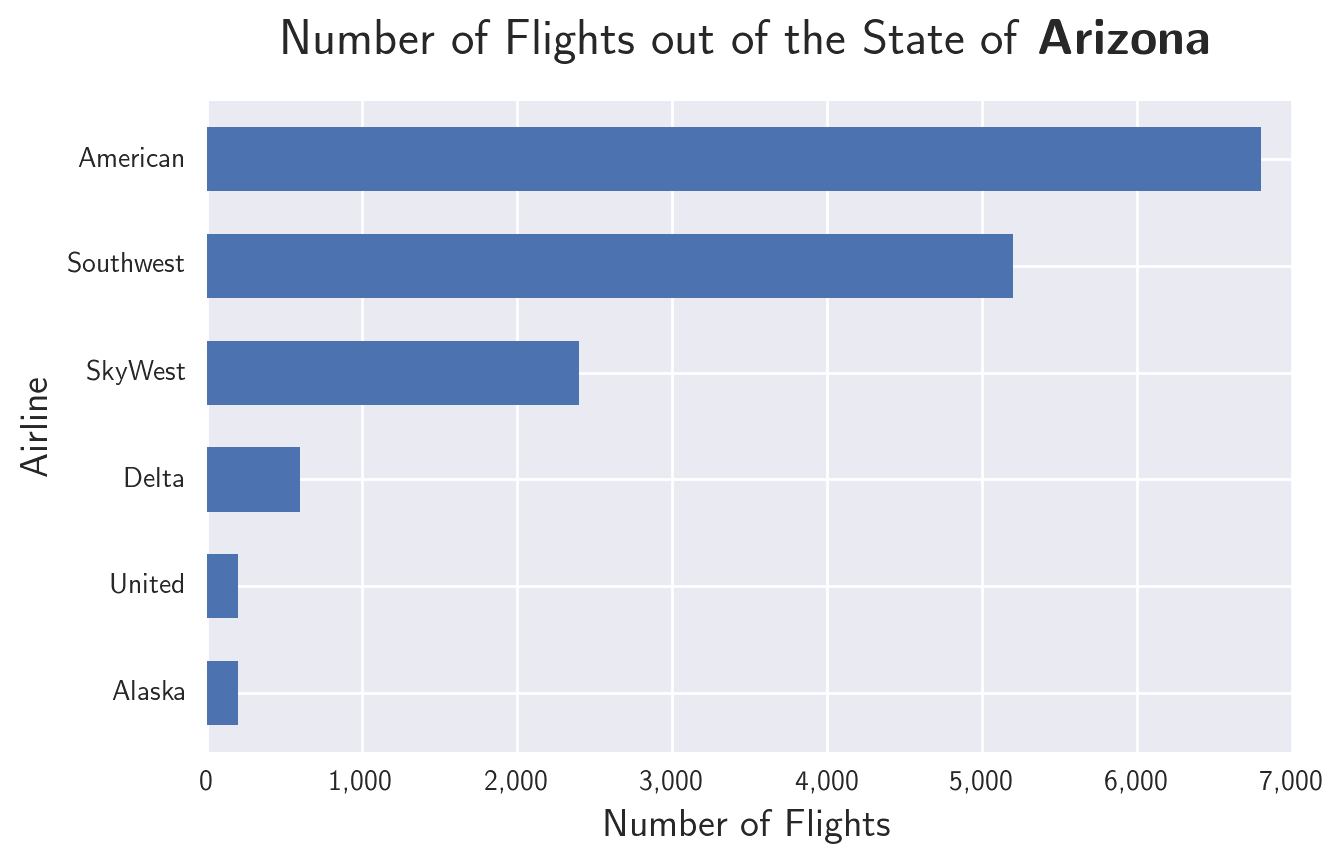 Number of Flights out of the State of Arizona
American
Southwest
SkyWest
Delta
United
Alaska
Airline
0 1,000 2,000 3,000 4,000 5,000 6,000 7,000
Number of Flights